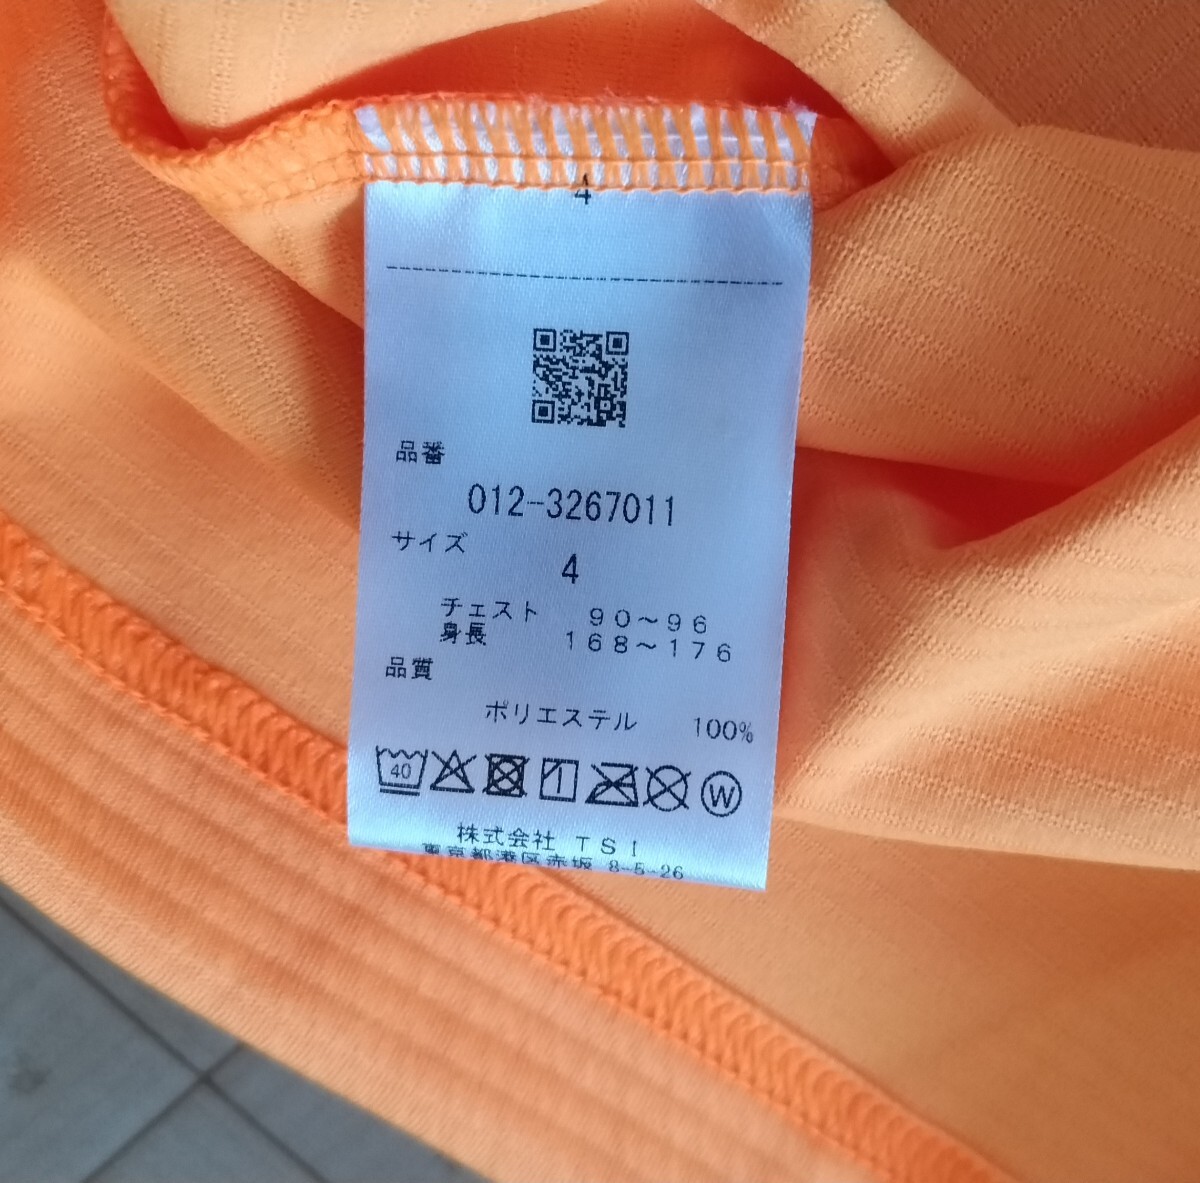 4
品番
012-3267011
サイズ
4
チェスト 90～96
身長 168～176
品質
ポリエステル 100%
40 W
株式会社 TSI
東京都港区赤坂 8-5-26